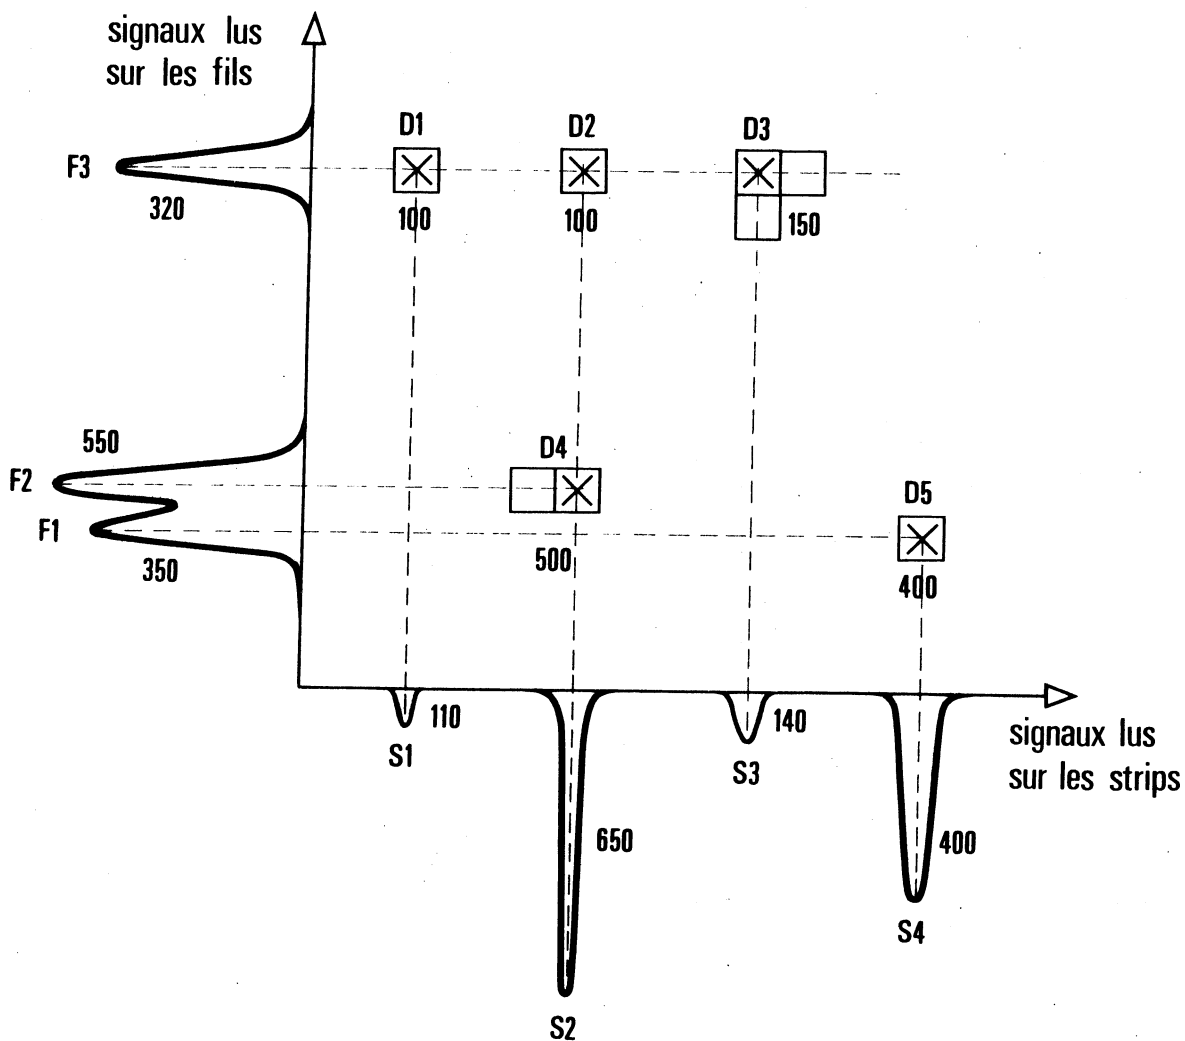 signaux lus
sur les fils
D1
D2
D3
F3
320
100
100
150
550
D4
F2
D5
F1
500
350
400
110
140
signaux lus
sur les strips
S1
S3
650
400
S4
S2